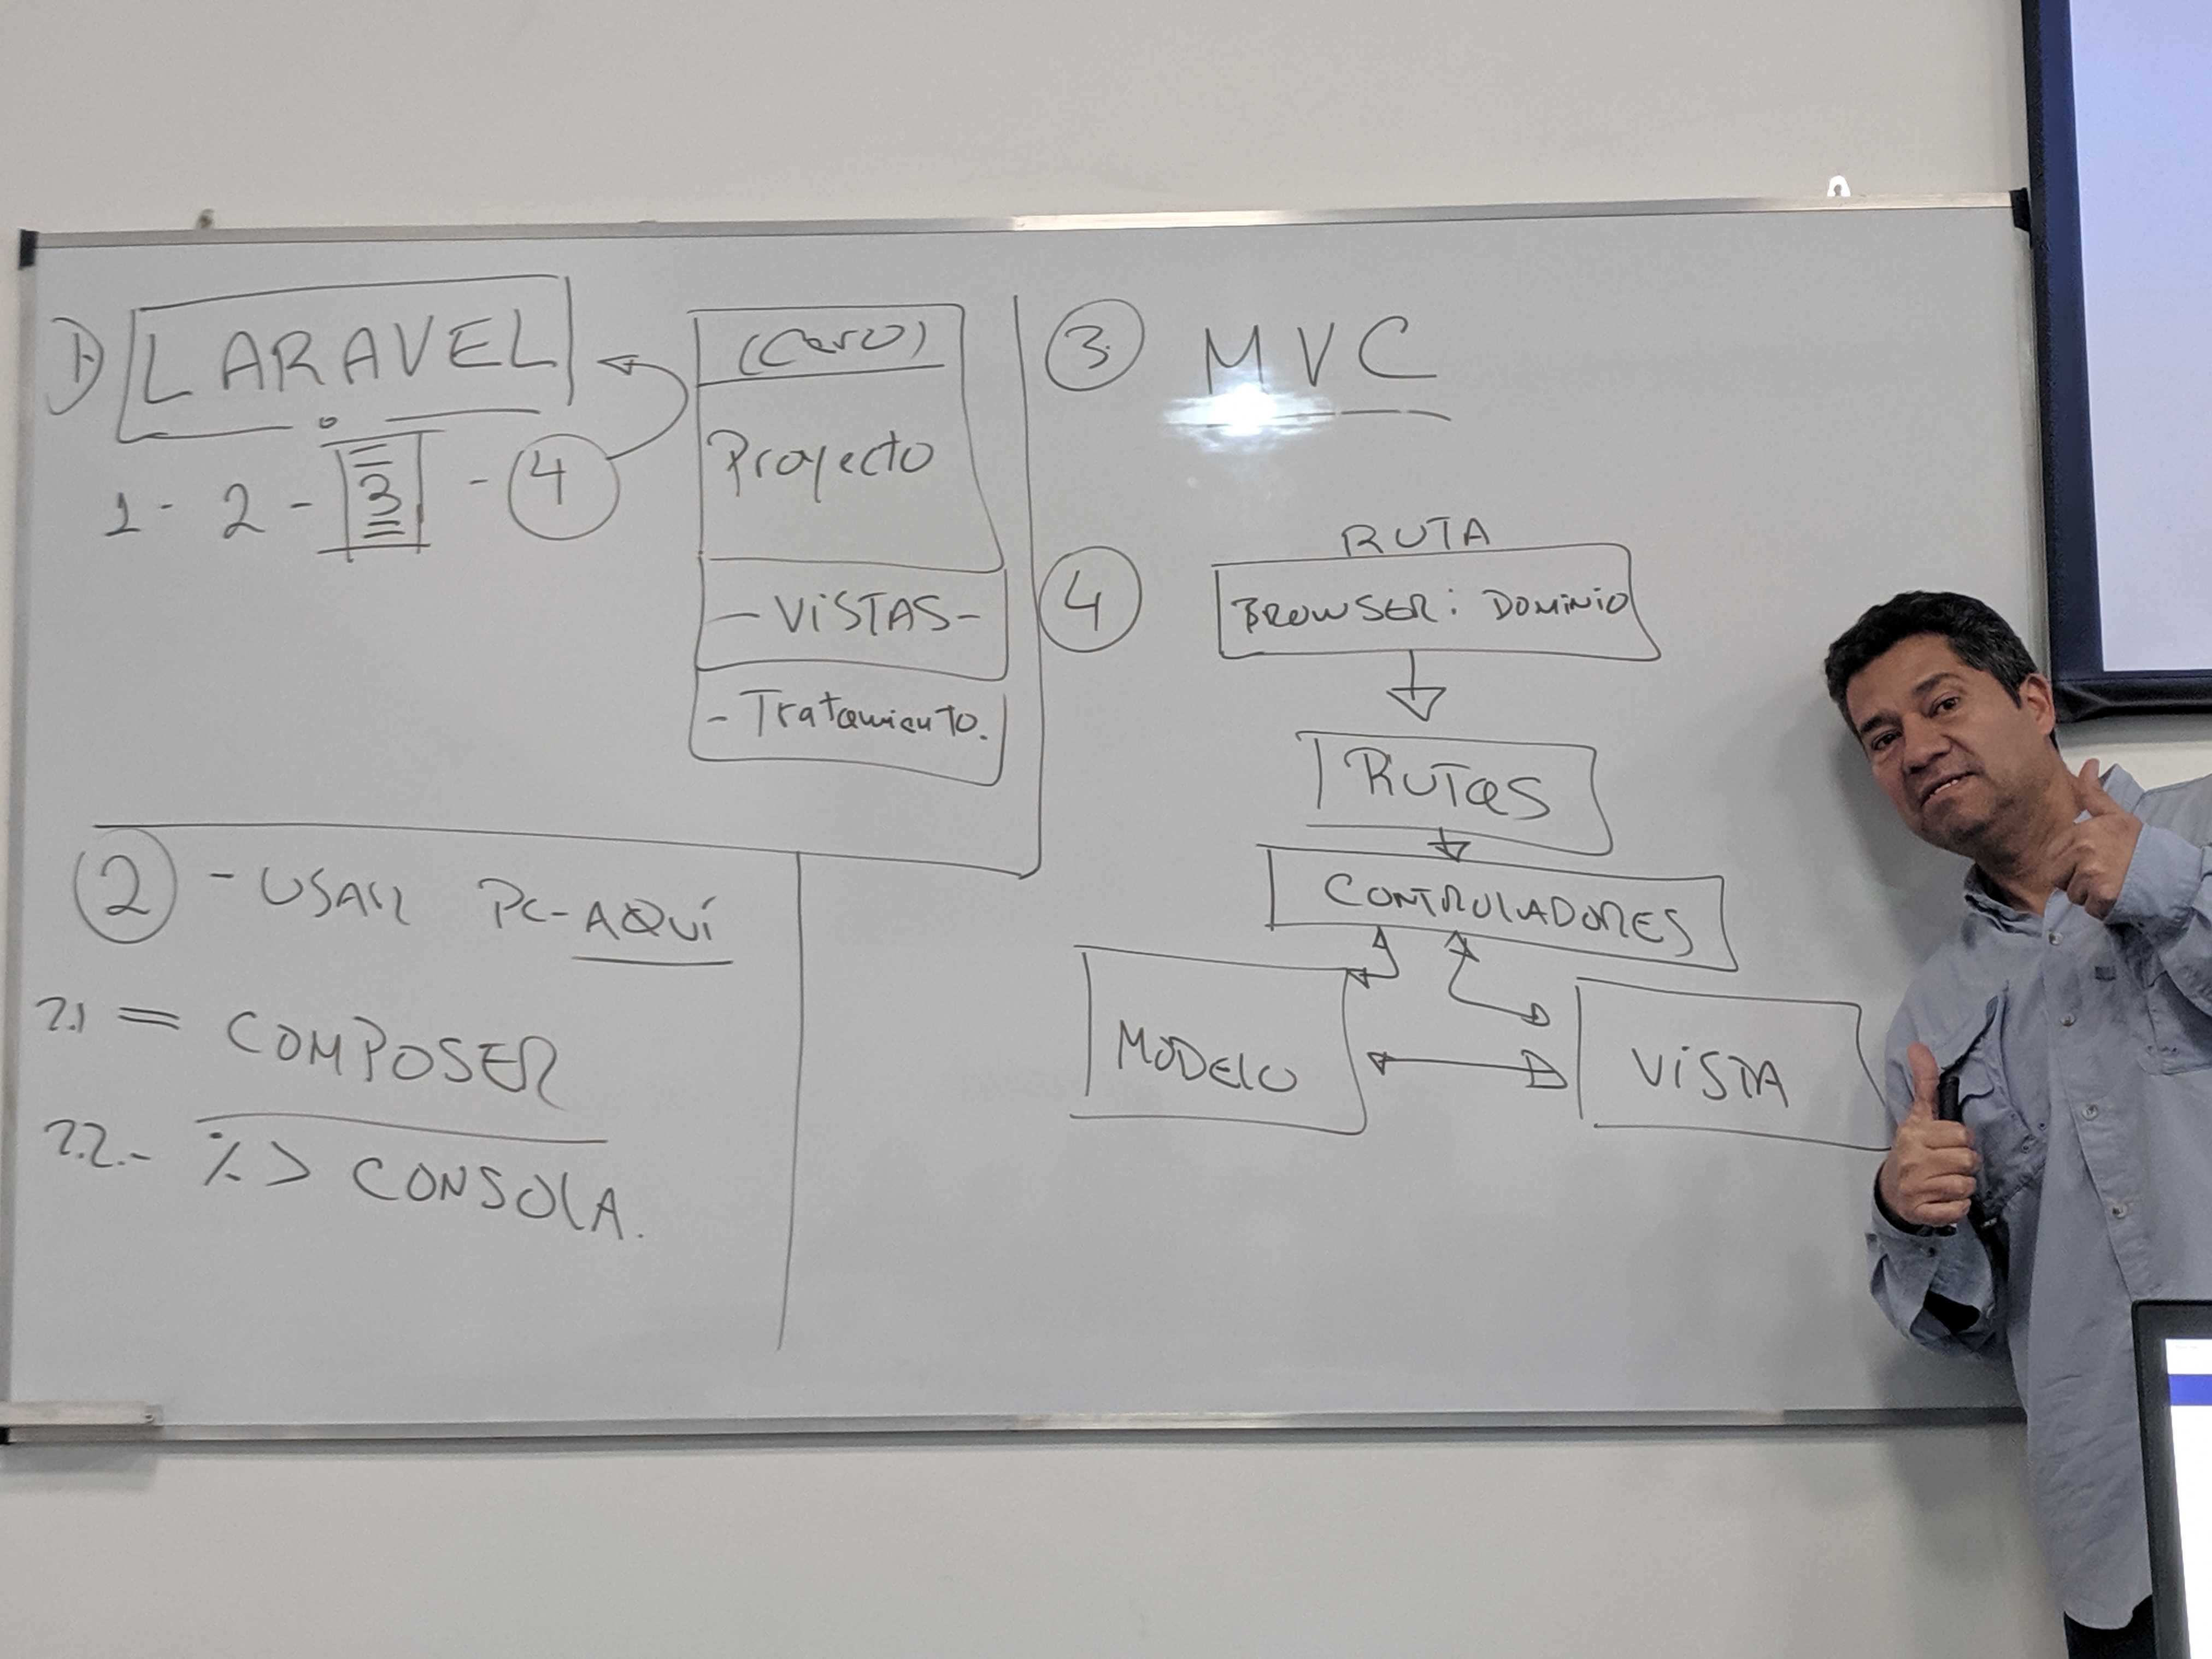 1) LARAVEL
1 - 2 - 3 - 4
(Cero)
Proyecto
- ViSTAS -
- Tratamiento.
2 - USAR PC - AQUÍ
2.1 = COMPOSER
2.2.- %> CONSOLA.
3. MVC
4
RUTA
BROWSER: DOMiNiO
RUTAS
CONTROLADORES
MODELO
ViSTA